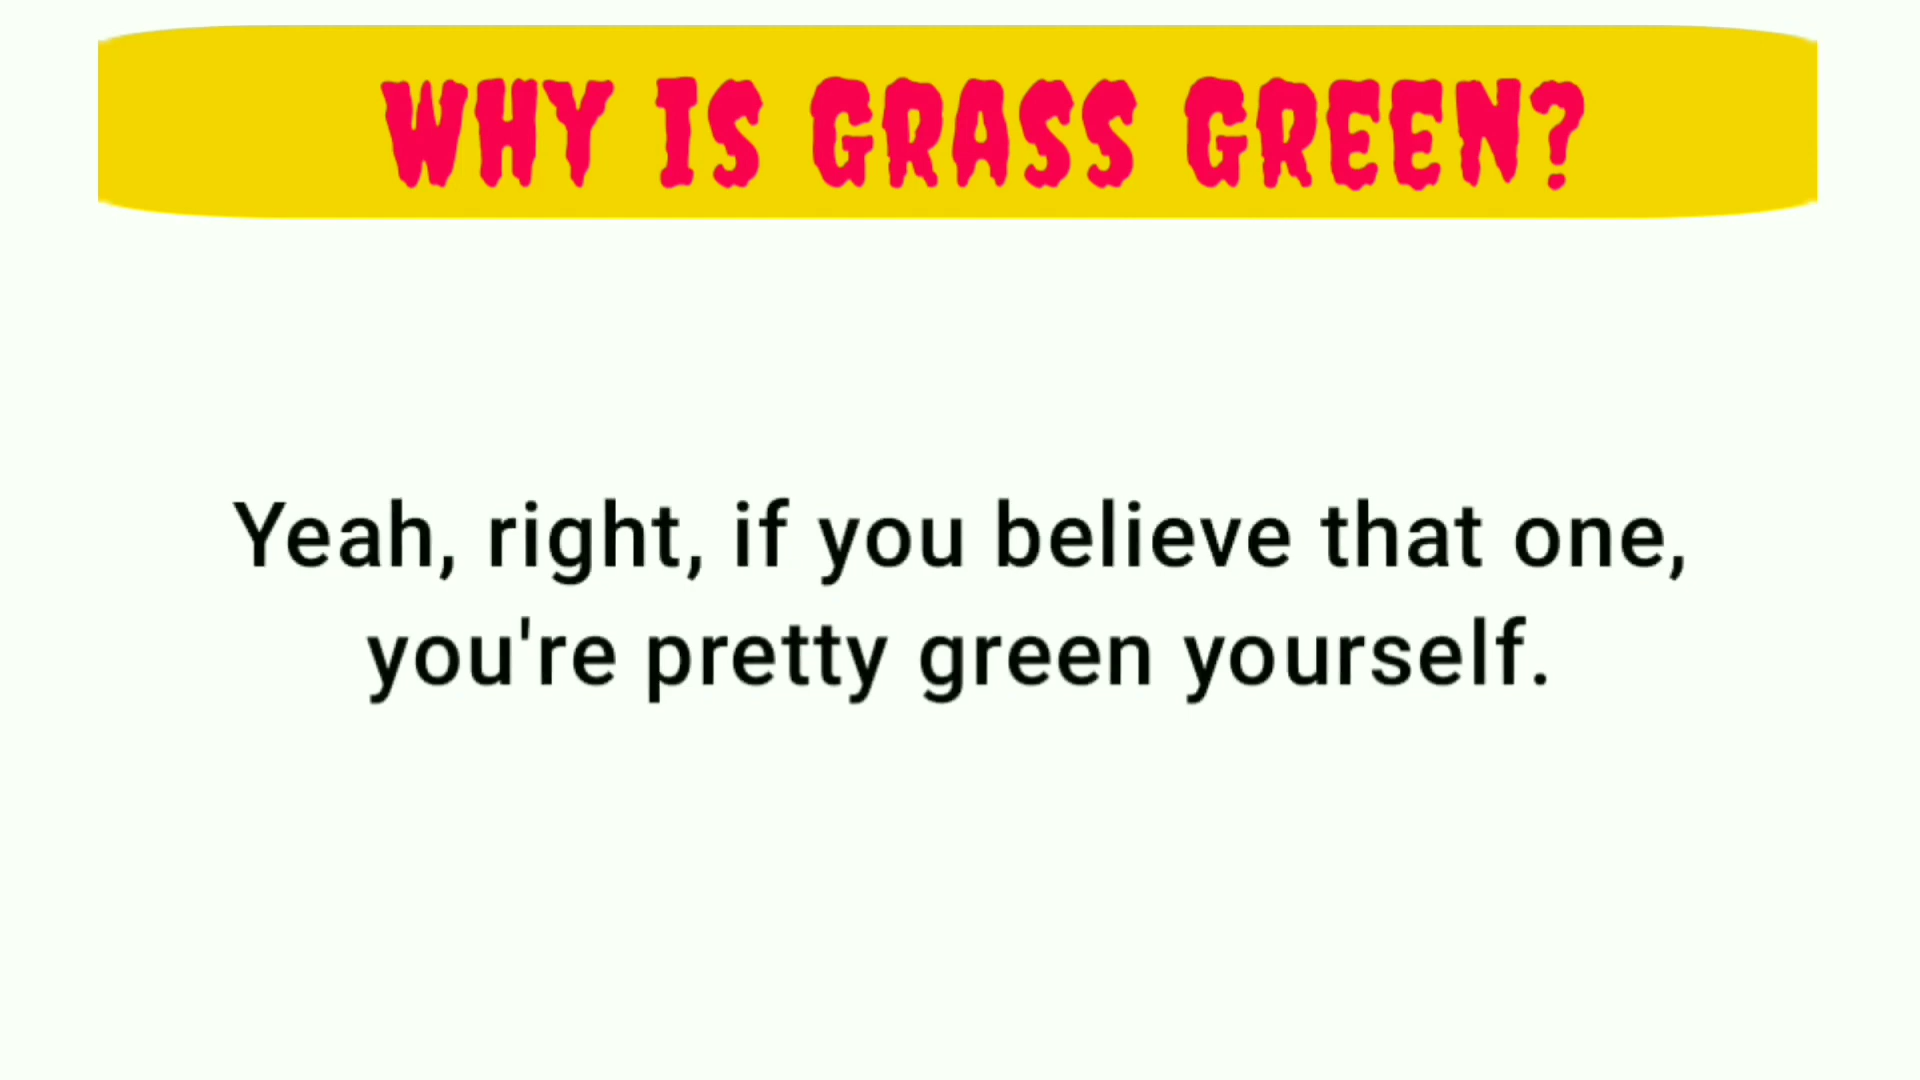 WHY IS GRASS GREEN?
Yeah, right, if you believe that one,
you're pretty green yourself.